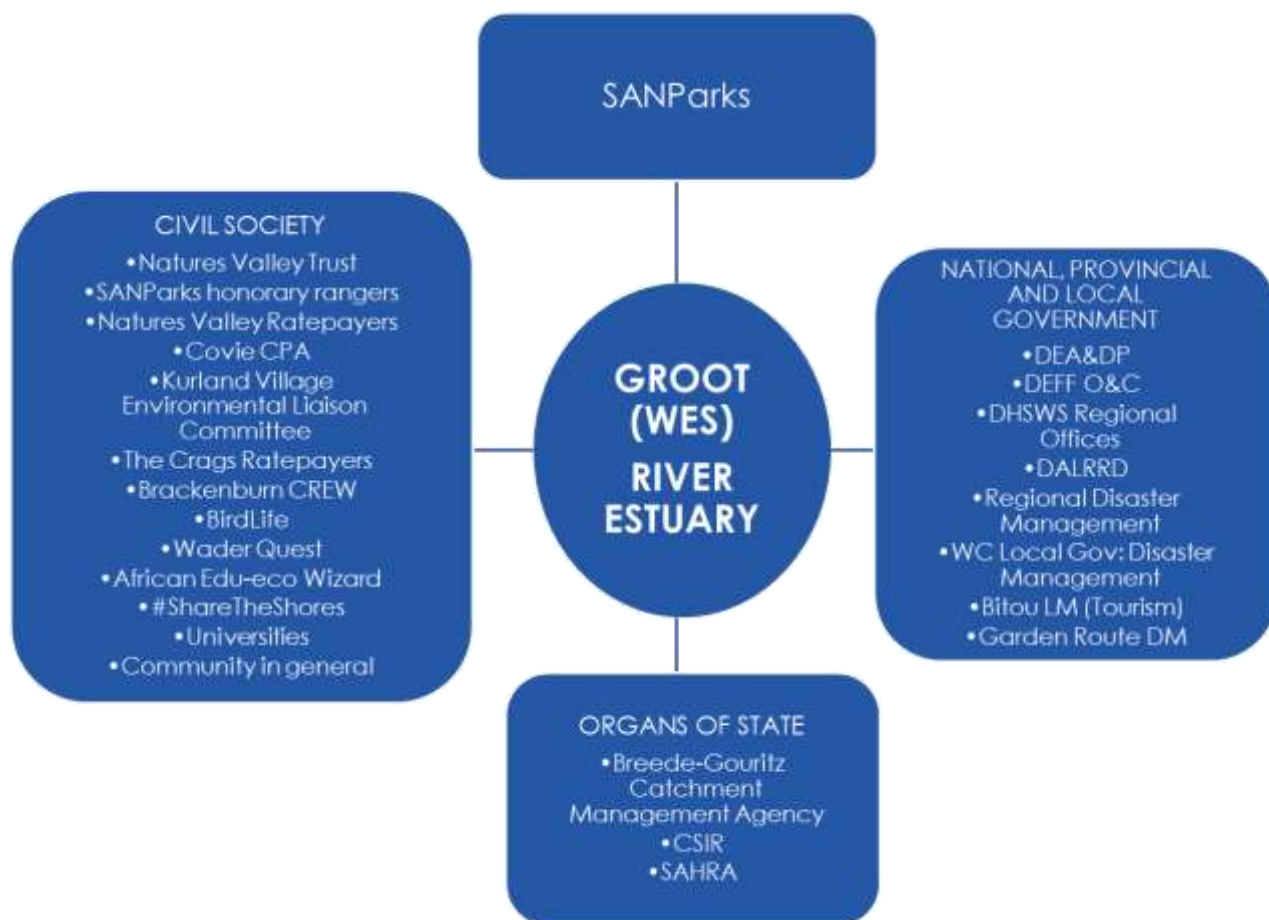 SANParks
CIVIL SOCIETY
•Natures Valley Trust
•SANParks honorary rangers
•Natures Valley Ratepayers
•Covie CPA
•Kurland Village
Environmental Liaison
Committee
•The Crags Ratepayers
•Brackenburn CREW
•BirdLife
•Wader Quest
•African Edu-eco Wizard
•#ShareTheShores
•Universities
•Community in general
GROOT
(WES)
RIVER
ESTUARY
NATIONAL, PROVINCIAL
AND LOCAL
GOVERNMENT
•DEA&DP
•DEFF O&C
•DHSWS Regional
Offices
•DALRRD
•Regional Disaster
Management
•WC Local Gov: Disaster
Management
•Bitou LM (Tourism)
•Garden Route DM
ORGANS OF STATE
•Breede-Gouritz
Catchment
Management Agency
•CSIR
•SAHRA